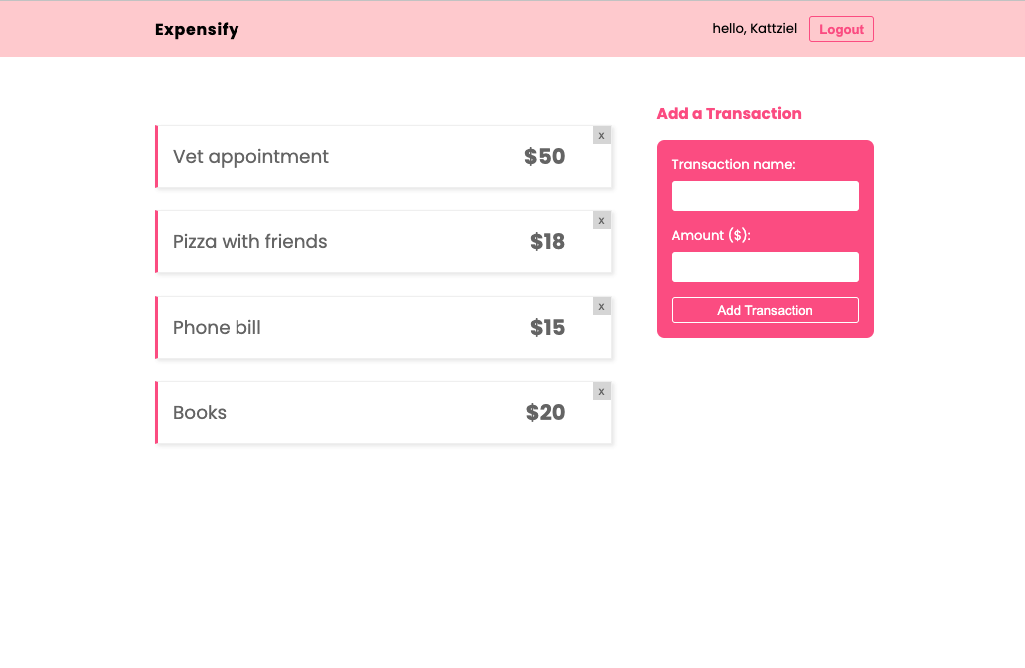 Expensify
hello, Kattziel Logout
x
Vet appointment $50
x
Pizza with friends $18
x
Phone bill $15
x
Books $20
Add a Transaction
Transaction name:
Amount ($):
Add Transaction